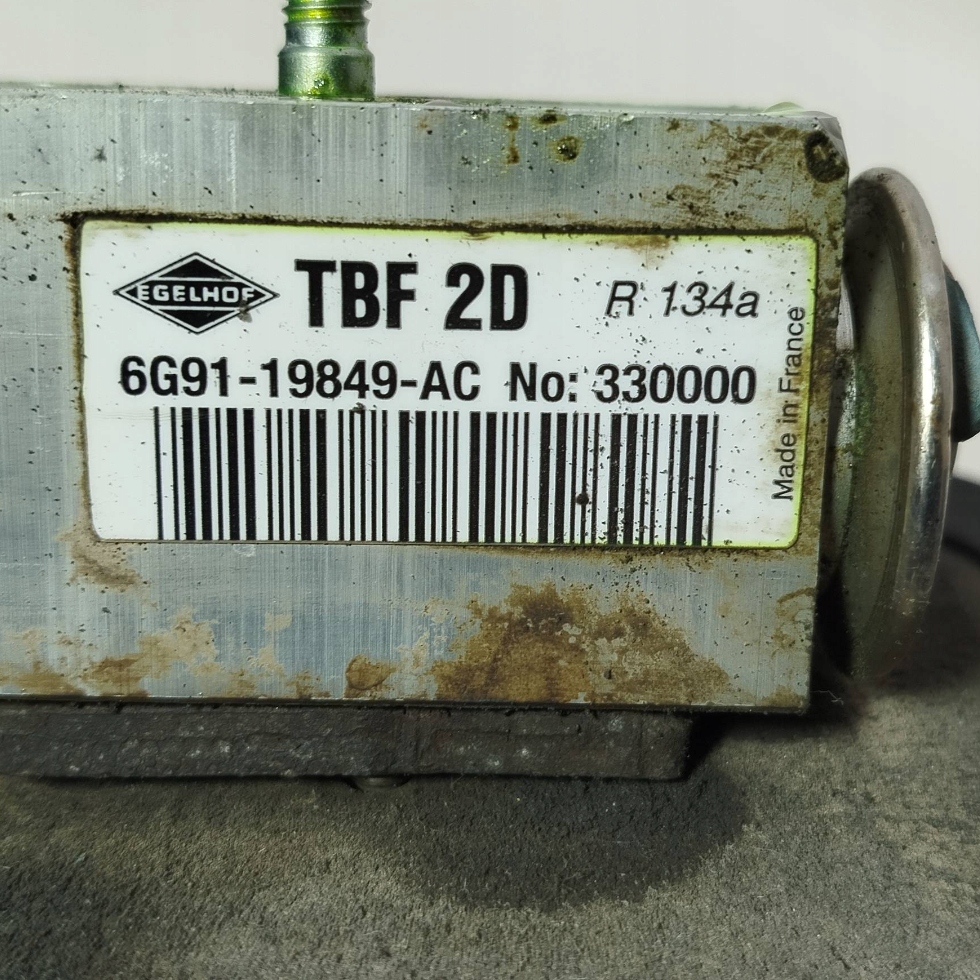 EGELHOF TBF 2D R 134a
6G91-19849-AC No: 330000
Made in France